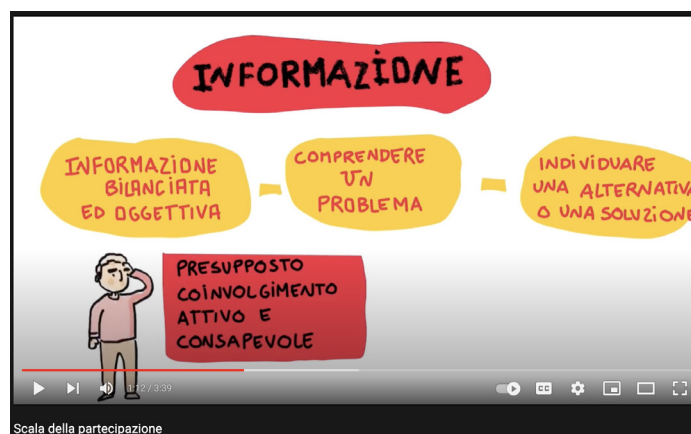 INFORMAZIONE
INFORMAZIONE
BILANCIATA
ED OGGETTIVA
COMPRENDERE
UN
PROBLEMA
INDIVIDUARE
UNA ALTERNATIVA
O UNA SOLUZIONE
PRESUPPOSTO
COINVOLGIMENTO
ATTIVO E
CONSAPEVOLE
1:12 / 3:39
CC
Scala della partecipazione